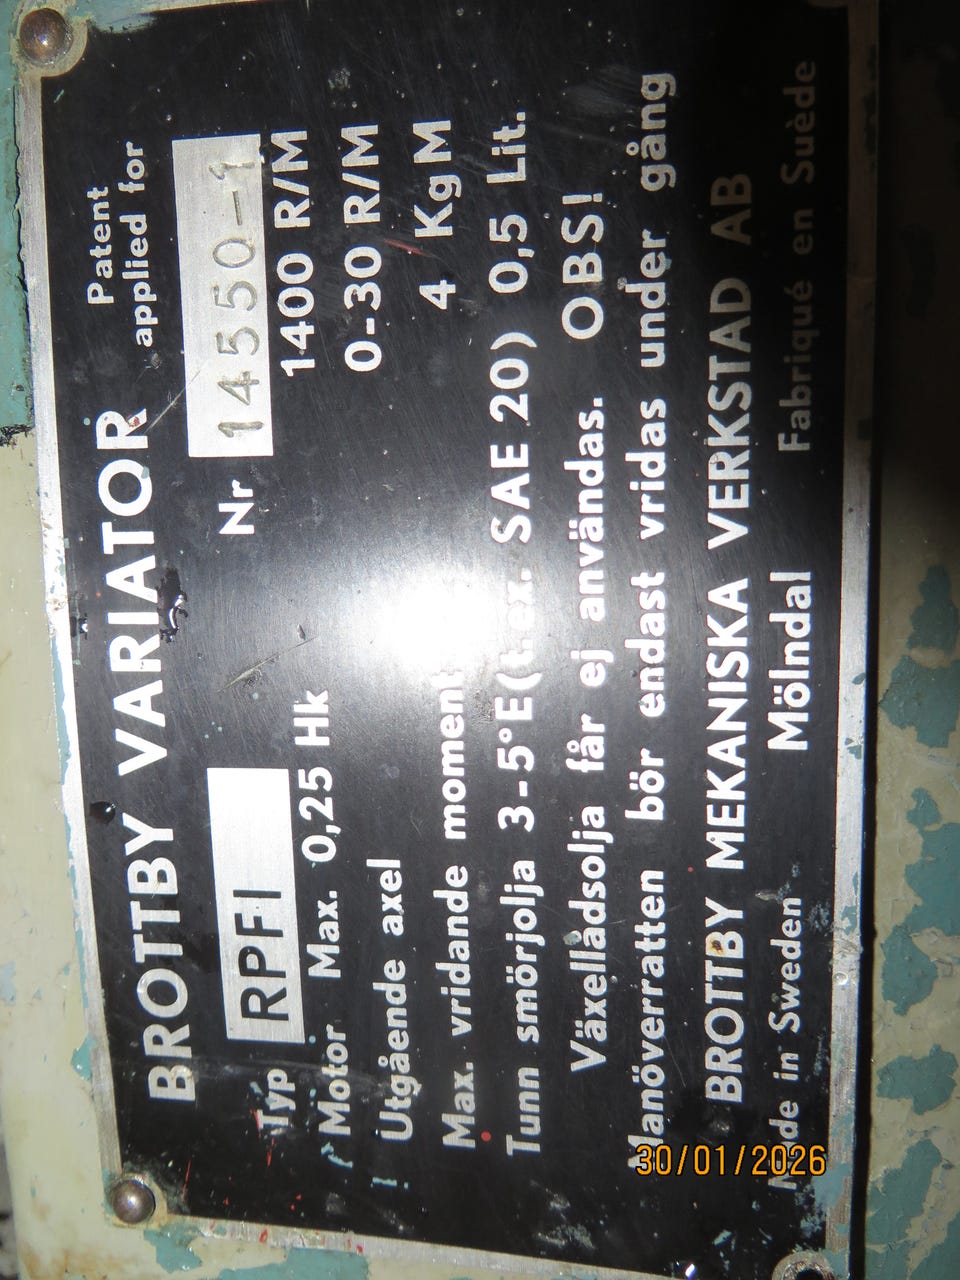 BROTTBY VARIATOR
Patent
applied for
Typ RPF1 Nr 14550-1
Motor Max. 0,25 Hk 1400 R/M
Utgående axel 0-30 R/M
Max. vridande moment 4 KgM
Tunn smörjolja 3-5°E(t.ex. SAE 20) 0,5 Lit.
Växellådsolja får ej användas. OBS!
Manöverratten bör endast vridas under gång
BROTTBY MEKANISKA VERKSTAD AB
Made in Sweden Mölndal Fabriqué en Suède
30/01/2026